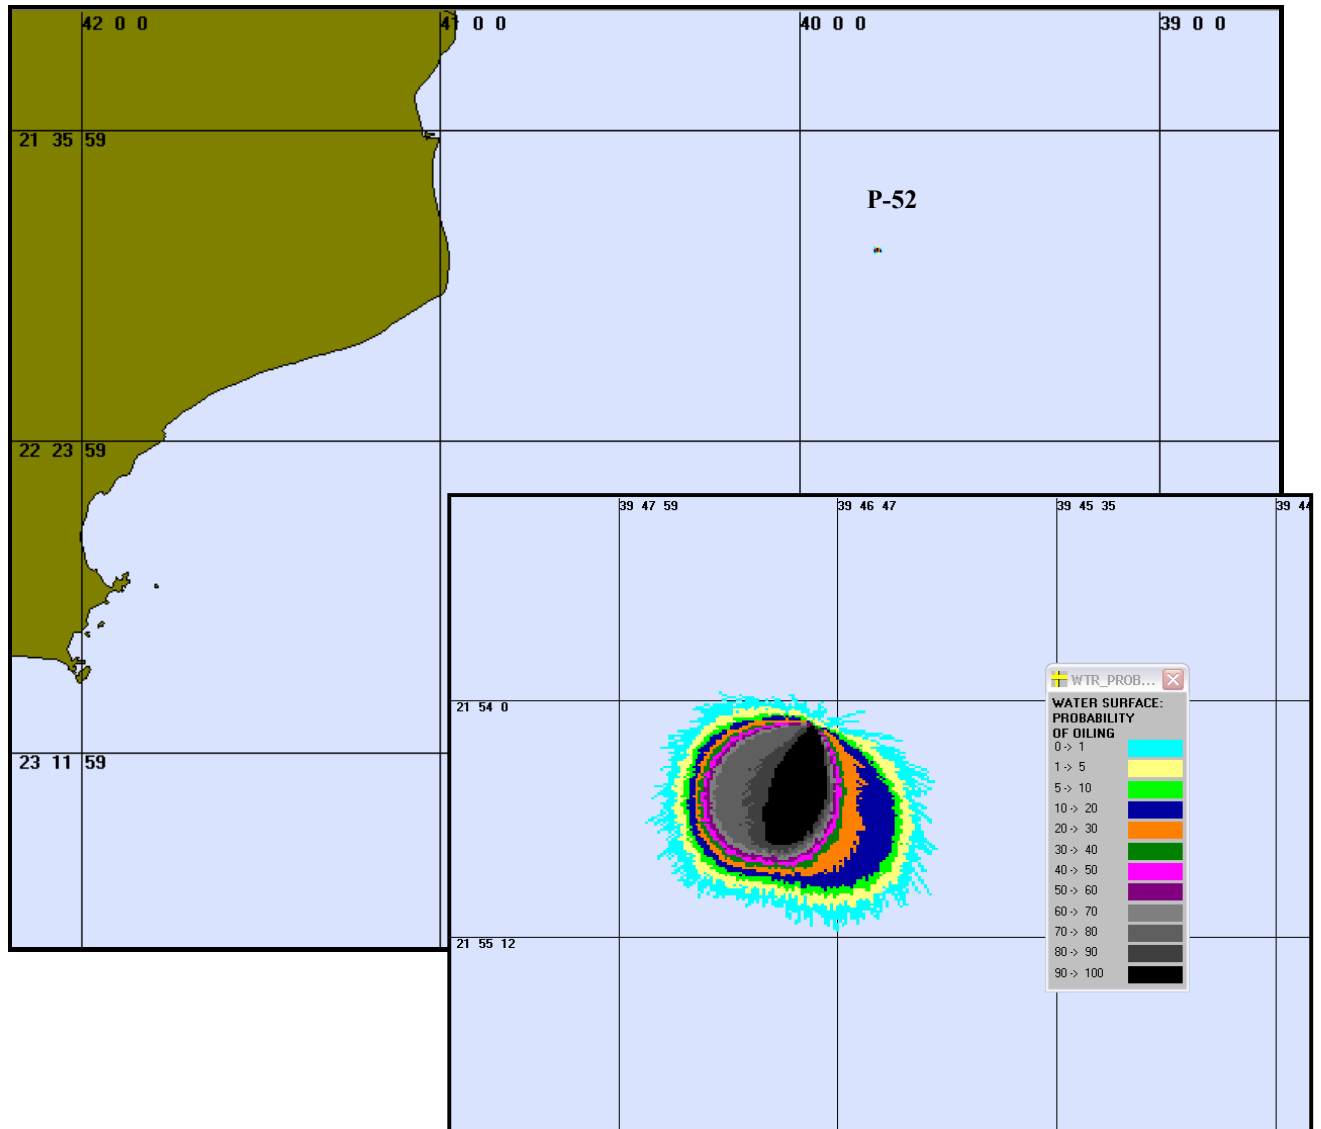 42 0 0
41 0 0
40 0 0
39 0 0
21 35 59
P-52
22 23 59
39 47 59
39 46 47
39 45 35
39 44
WTR_PROB...
21 54 0
WATER SURFACE:
PROBABILITY
OF OILING
0 -> 1
23 11 59
1 -> 5
5 -> 10
10 -> 20
20 -> 30
30 -> 40
40 -> 50
50 -> 60
60 -> 70
70 -> 80
21 55 12
80 -> 90
90 -> 100